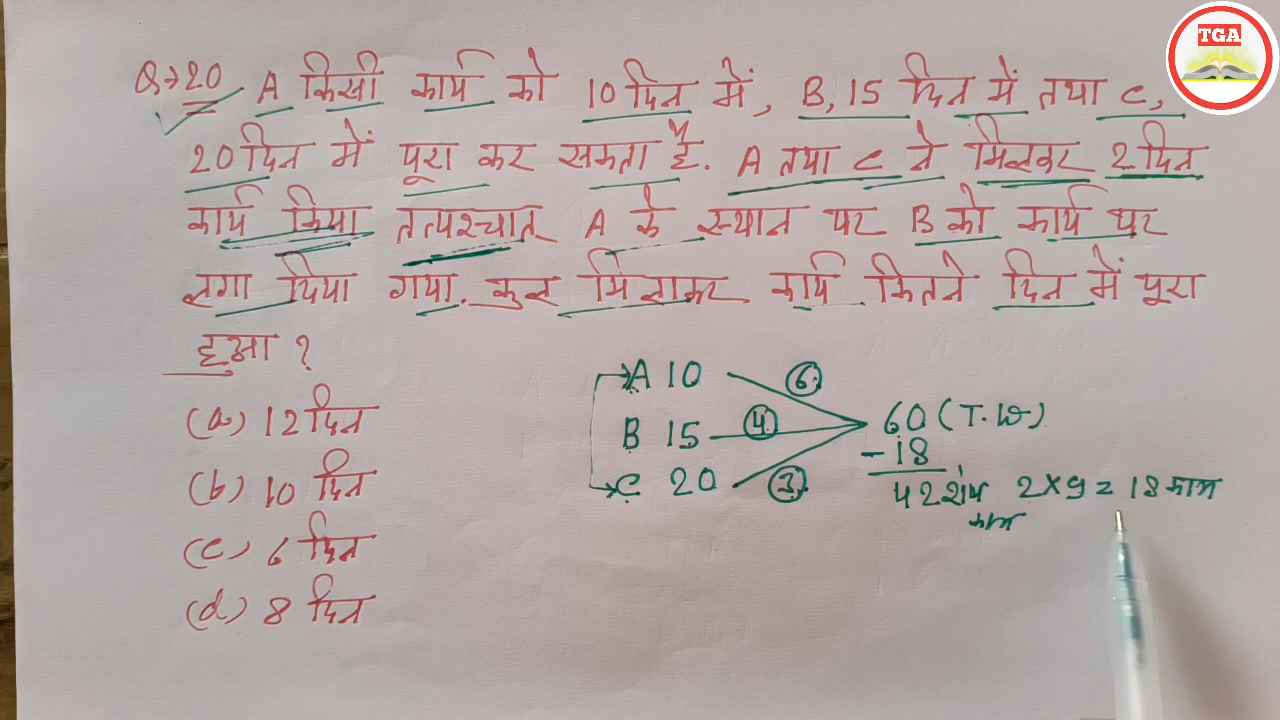 TGA
Q→20 A किसी कार्य को 10 दिन में, B, 15 दिन में तथा C,
20 दिन में पूरा कर सकता है. A तथा C ने मिलकर 2 दिन
कार्य किया तत्पश्चात् A के स्थान पर B को कार्य पर
लगा दिया गया. कुल मिलाकर कार्य कितने दिन में पूरा
हुआ ?
(a) 12 दिन
(b) 10 दिन
(c) 6 दिन
(d) 8 दिन
A 10 ⑥
B 15 ④ 60 (T.W)
C 20 ③
-18
42 शेष काम
2×9=18 काम